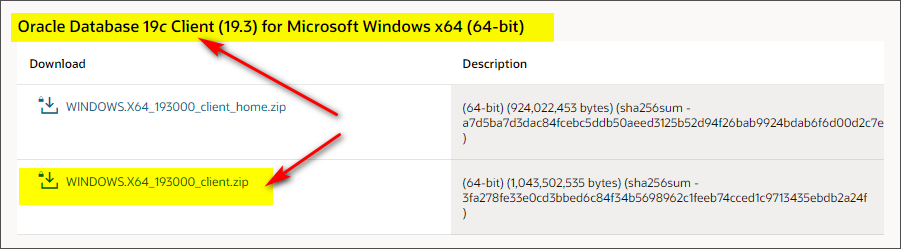 Oracle Database 19c Client (19.3) for Microsoft Windows x64 (64-bit)
Download
Description
WINDOWS.X64_193000_client_home.zip
(64-bit) (924,022,453 bytes) (sha256sum -
a7d5ba7d3dac84fcebc5ddb50aeed3125b52d94f26bab9924bdab6f6d00d2c7e
)
WINDOWS.X64_193000_client.zip
(64-bit) (1,043,502,535 bytes) (sha256sum -
3fa278fe33e0cd3bbed6c84f34b5698962c1feeb74cced1c9713435ebdb2a24f
)